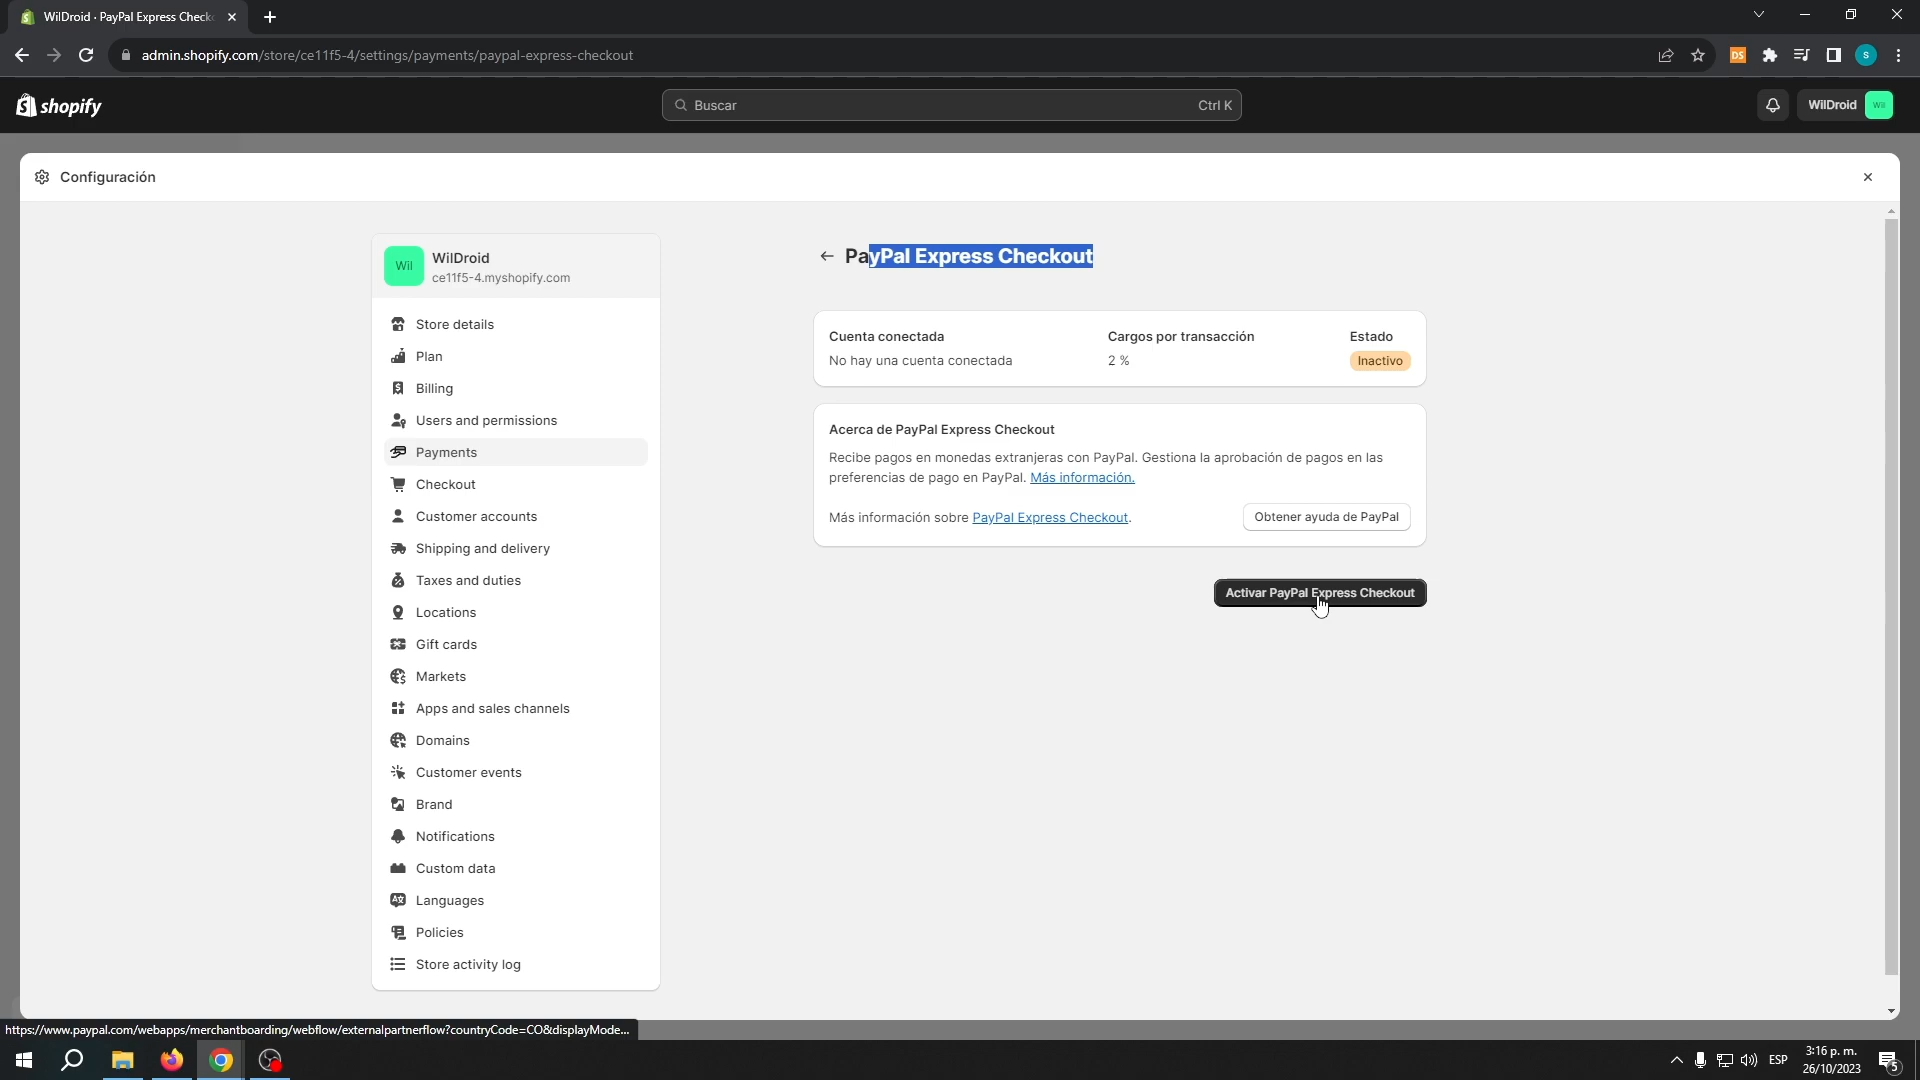 WilDroid · PayPal Express Check
admin.shopify.com/store/ce11f5-4/settings/payments/paypal-express-checkout
DS
S
shopify
Buscar
Ctrl K
WilDroid
Wil
Configuración
Wil
WilDroid
ce11f5-4.myshopify.com
Store details
Plan
Billing
Users and permissions
Payments
Checkout
Customer accounts
Shipping and delivery
Taxes and duties
Locations
Gift cards
Markets
Apps and sales channels
Domains
Customer events
Brand
Notifications
Custom data
Languages
Policies
Store activity log
PayPal Express Checkout
Cuenta conectada
No hay una cuenta conectada
Cargos por transacción
2 %
Estado
Inactivo
Acerca de PayPal Express Checkout
Recibe pagos en monedas extranjeras con PayPal. Gestiona la aprobación de pagos en las
preferencias de pago en PayPal. Más información.
Más información sobre PayPal Express Checkout.
Obtener ayuda de PayPal
Activar PayPal Express Checkout
https://www.paypal.com/webapps/merchantboarding/webflow/externalpartnerflow?countryCode=CO&displayMode...
ESP
3:16 p. m.
26/10/2023
5